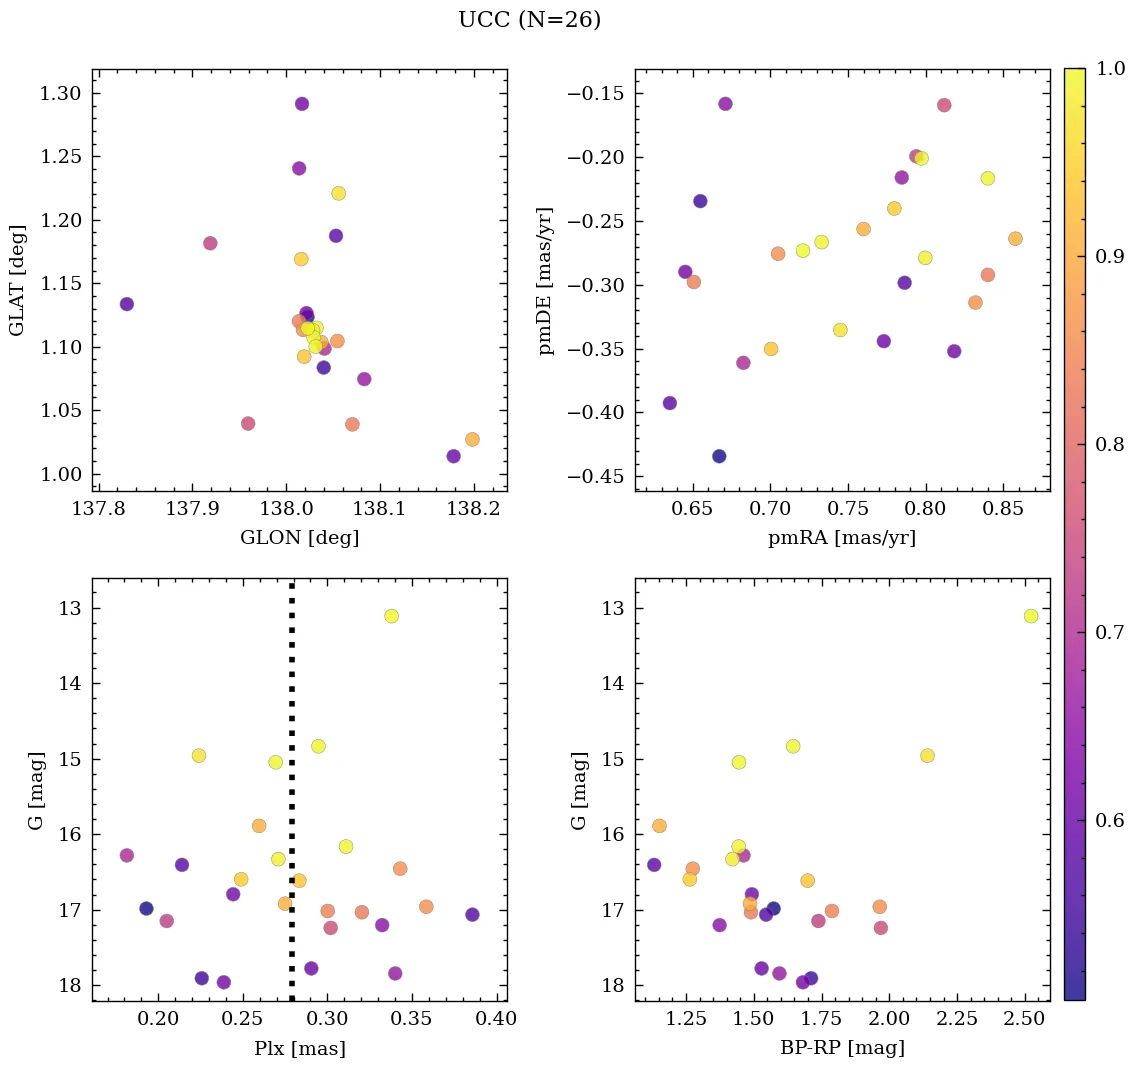 UCC (N=26)
1.30
1.25
1.20
1.15
1.10
1.05
1.00
GLAT [deg]
137.8 137.9 138.0 138.1 138.2
GLON [deg]
−0.15
−0.20
−0.25
−0.30
−0.35
−0.40
−0.45
pmDE [mas/yr]
0.65 0.70 0.75 0.80 0.85
pmRA [mas/yr]
13
14
15
16
17
18
G [mag]
0.20 0.25 0.30 0.35 0.40
Plx [mas]
13
14
15
16
17
18
G [mag]
1.25 1.50 1.75 2.00 2.25 2.50
BP-RP [mag]
1.0
0.9
0.8
0.7
0.6